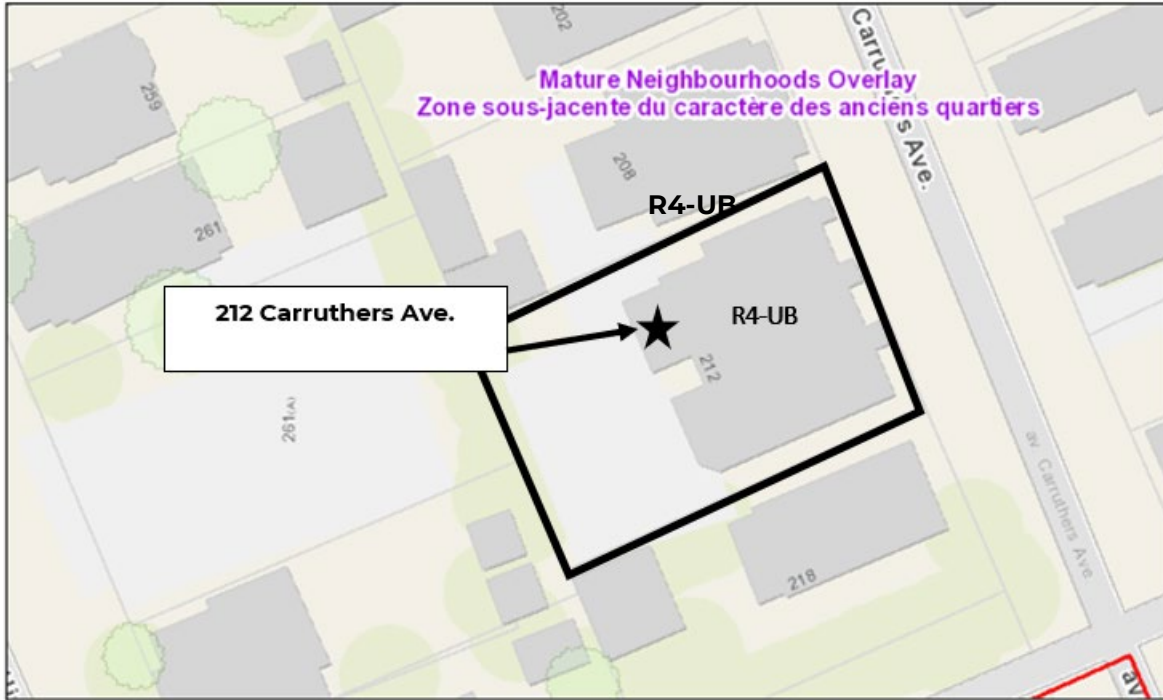 202
Carruthers Ave.
Mature Neighbourhoods Overlay
Zone sous-jacente du caractère des anciens quartiers
259
208
R4-UB
261
212 Carruthers Ave.
R4-UB
212
261(A)
av Carruthers Ave
218
av